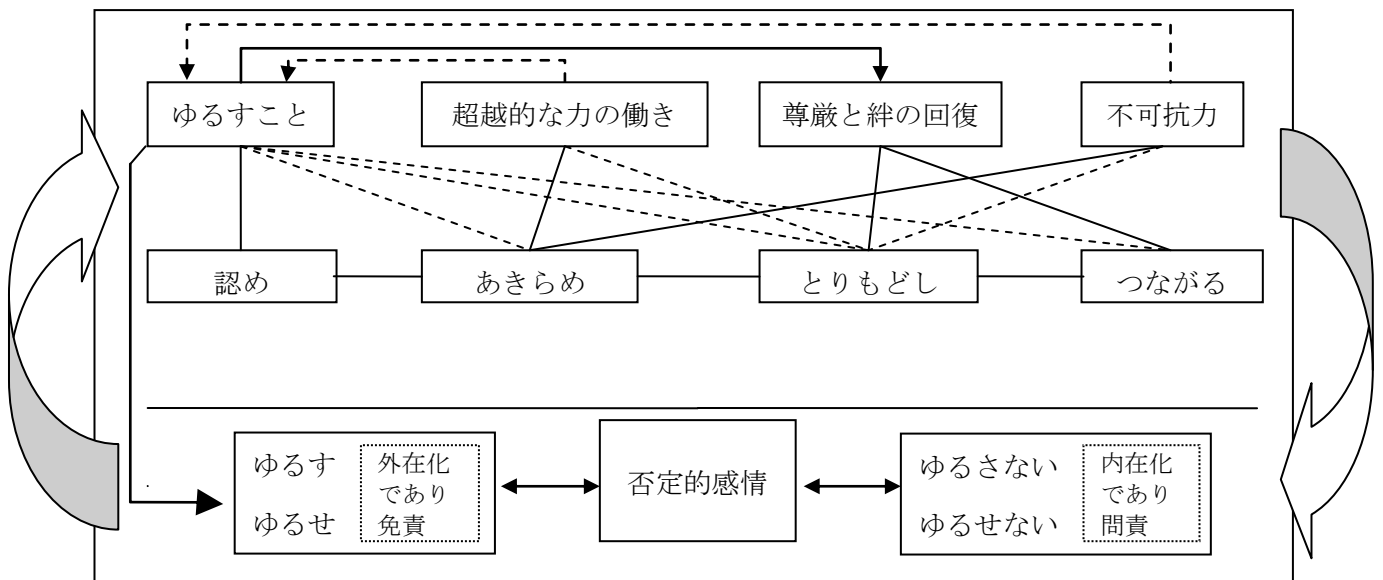 ゆるすこと
超越的な力の働き
尊厳と絆の回復
不可抗力
認め
あきらめ
とりもどし
つながる
ゆるす
ゆるせ
外在化
であり
免責
否定的感情
ゆるさない
ゆるせない
内在化
であり
問責